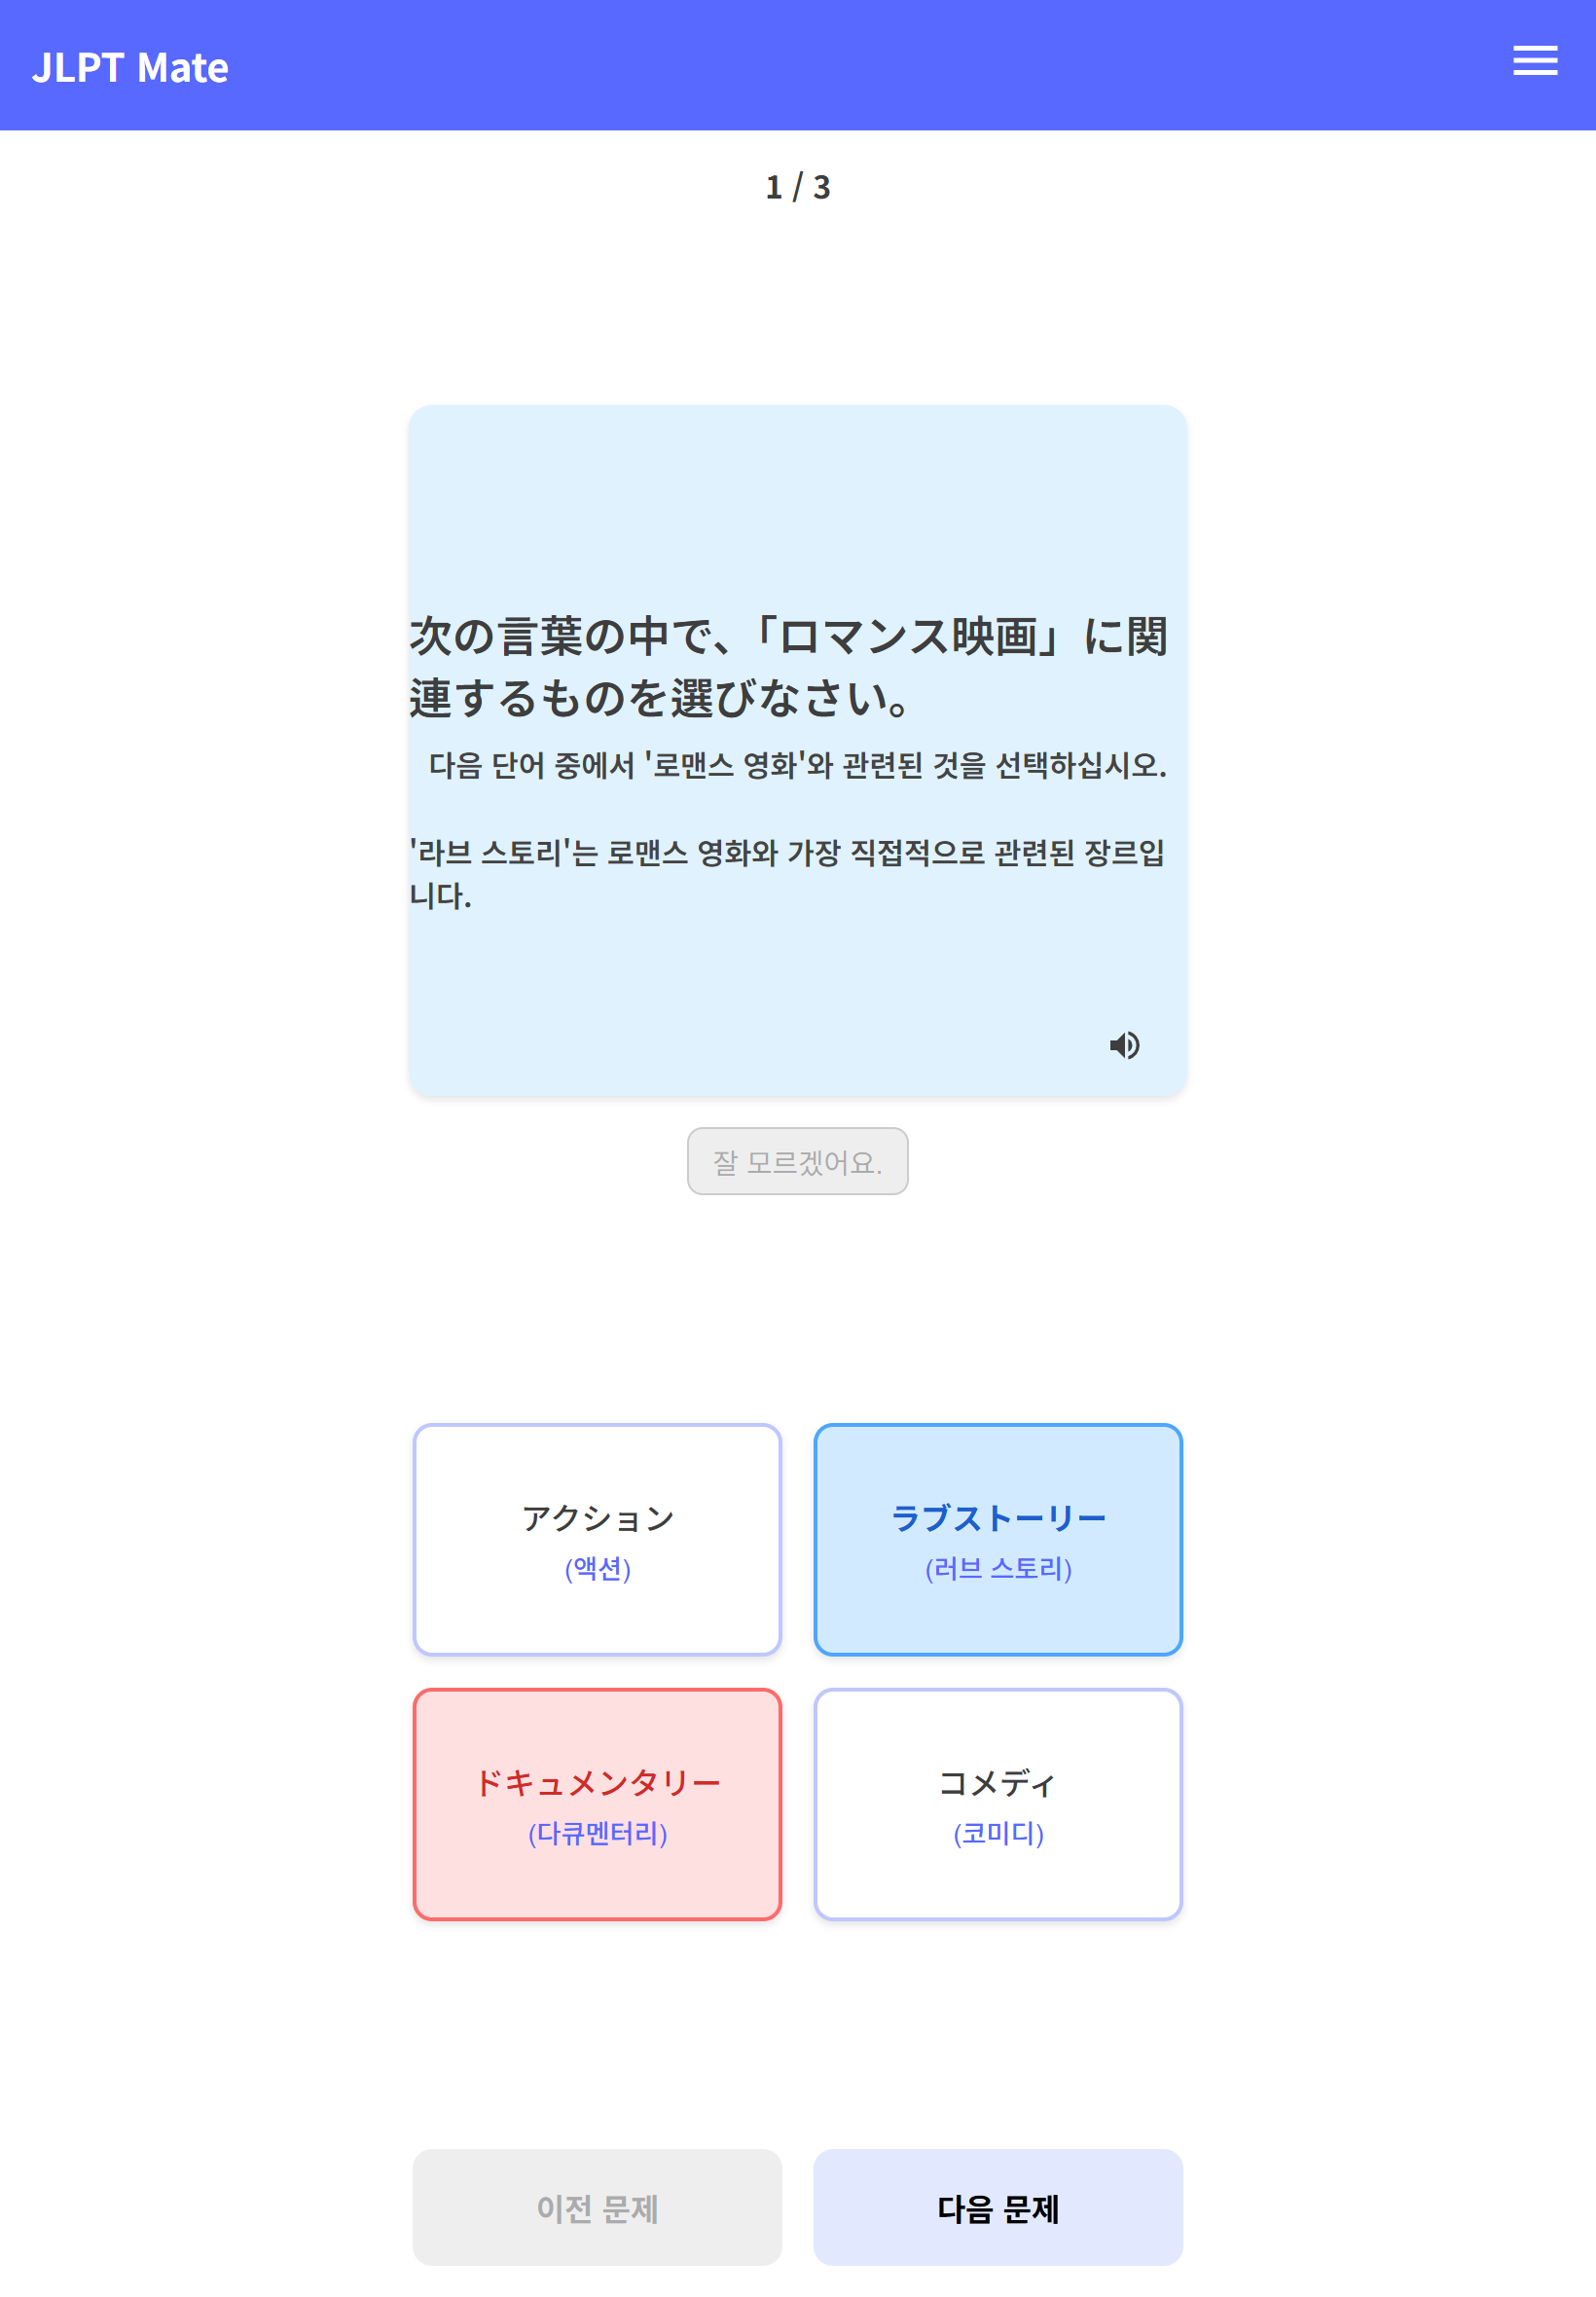 JLPT Mate
1 / 3
次の言葉の中で、「ロマンス映画」に関
連するものを選びなさい。
다음 단어 중에서 '로맨스 영화'와 관련된 것을 선택하십시오.
'라브 스토리'는 로맨스 영화와 가장 직접적으로 관련된 장르입
니다.
잘 모르겠어요.
アクション
(액션)
ラブストーリー
(러브 스토리)
ドキュメンタリー
(다큐멘터리)
コメディ
(코미디)
이전 문제
다음 문제